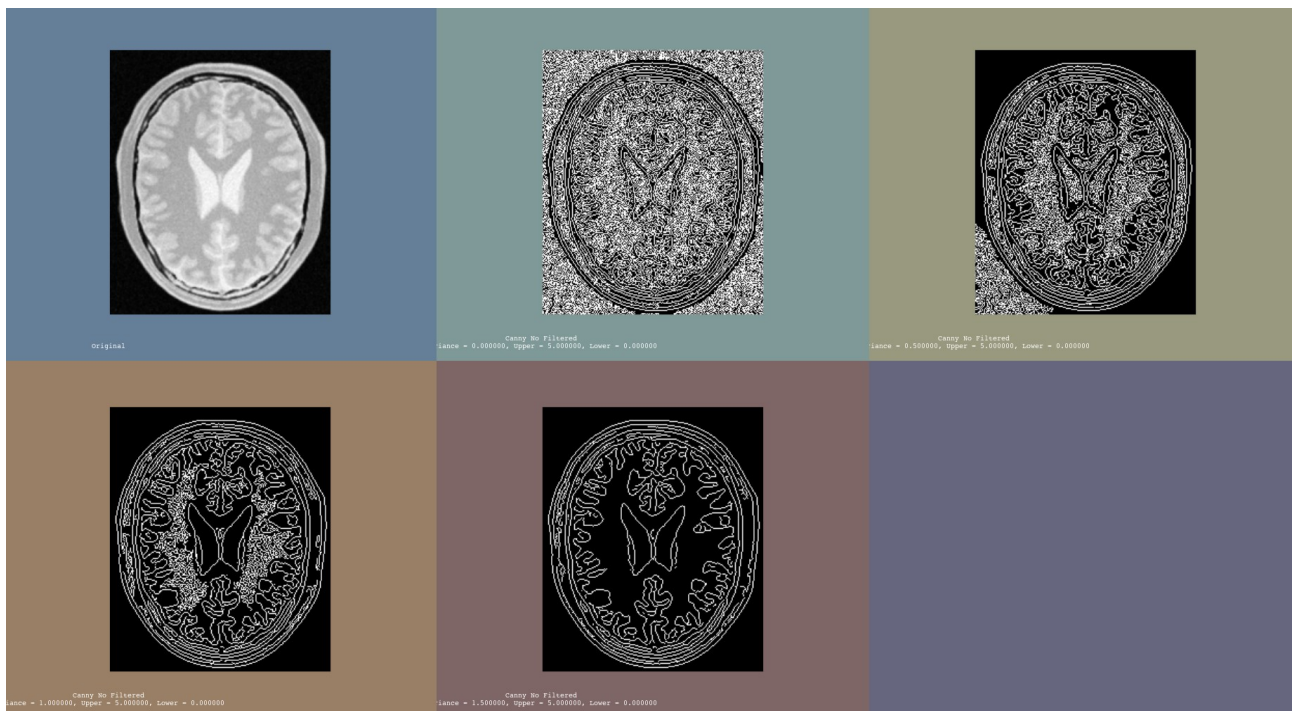 Original
Canny No Filtered
iance = 0.000000, Upper = 5.000000, Lower = 0.000000
Canny No Filtered
iance = 0.500000, Upper = 5.000000, Lower = 0.000000
Canny No Filtered
iance = 1.000000, Upper = 5.000000, Lower = 0.000000
Canny No Filtered
iance = 1.500000, Upper = 5.000000, Lower = 0.000000